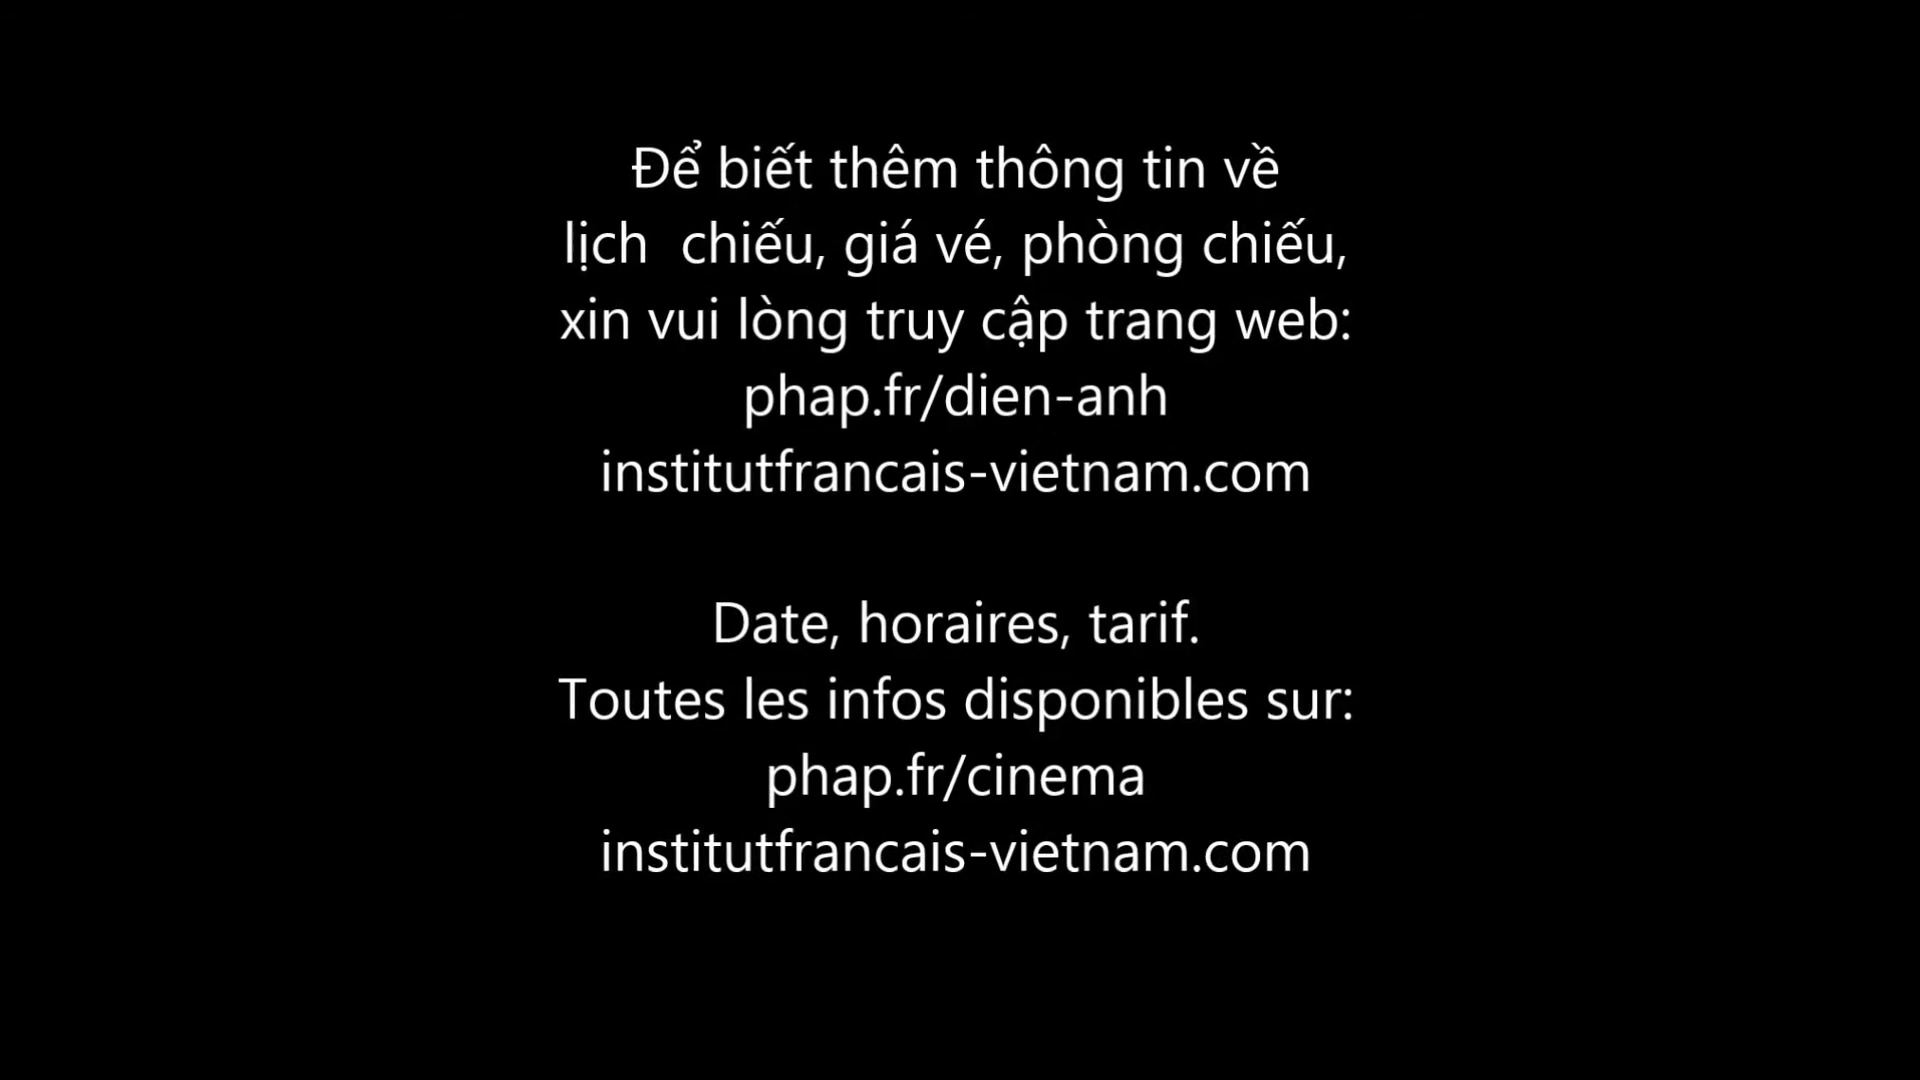 Để biết thêm thông tin về
lịch  chiếu, giá vé, phòng chiếu,
xin vui lòng truy cập trang web:
phap.fr/dien-anh
institutfrancais-vietnam.com
Date, horaires, tarif.
Toutes les infos disponibles sur:
phap.fr/cinema
institutfrancais-vietnam.com